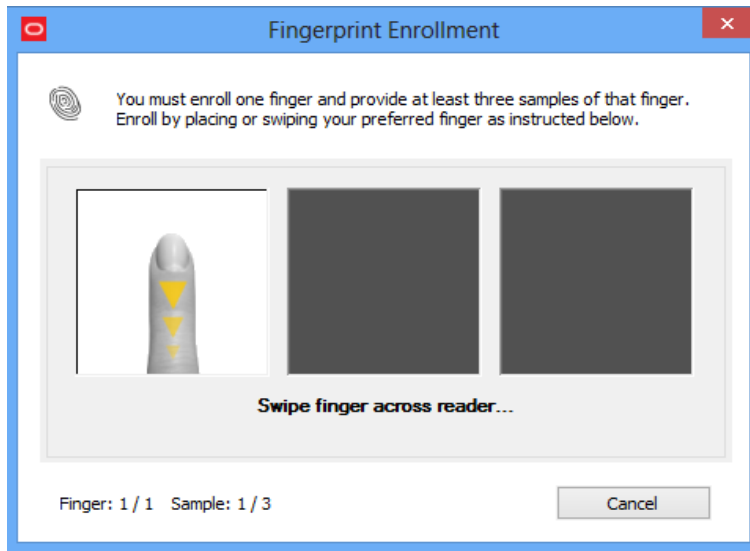 Fingerprint Enrollment
You must enroll one finger and provide at least three samples of that finger.
Enroll by placing or swiping your preferred finger as instructed below.
Swipe finger across reader...
Finger: 1 / 1 Sample: 1 / 3
Cancel